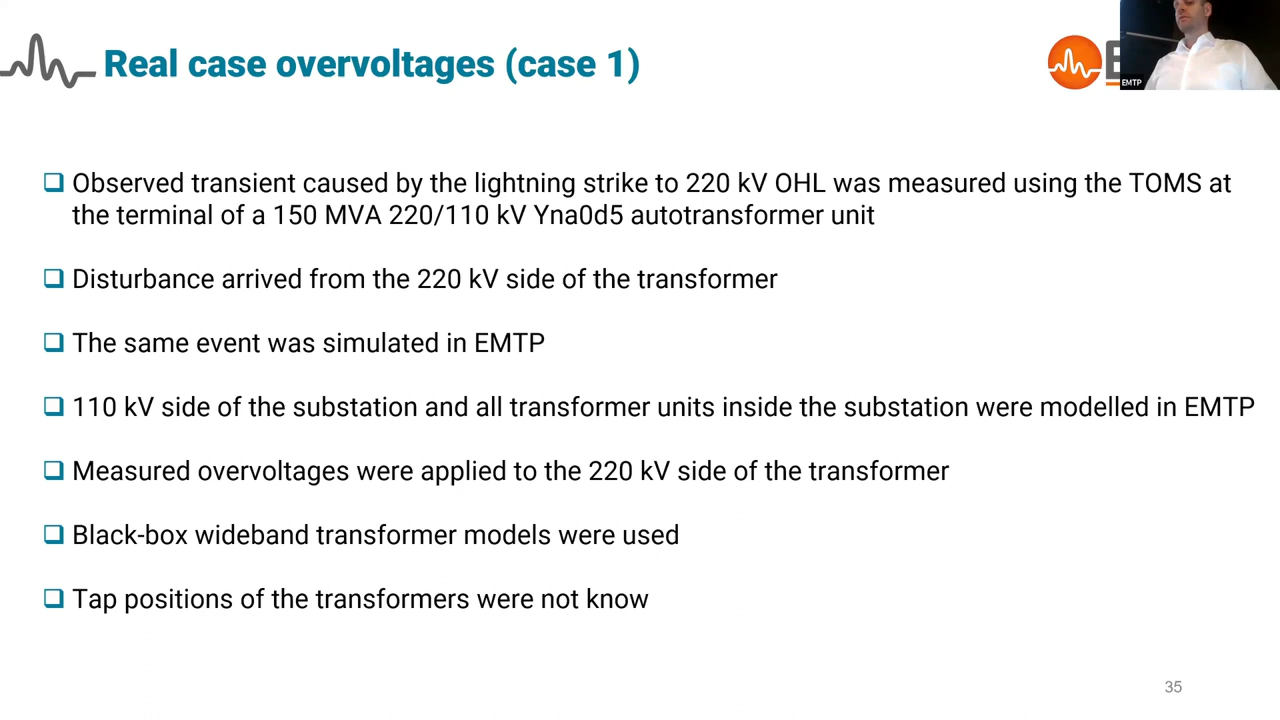 Real case overvoltages (case 1)
E
EMTP
❑ Observed transient caused by the lightning strike to 220 kV OHL was measured using the TOMS at
the terminal of a 150 MVA 220/110 kV Yna0d5 autotransformer unit
❑ Disturbance arrived from the 220 kV side of the transformer
❑ The same event was simulated in EMTP
❑ 110 kV side of the substation and all transformer units inside the substation were modelled in EMTP
❑ Measured overvoltages were applied to the 220 kV side of the transformer
❑ Black-box wideband transformer models were used
❑ Tap positions of the transformers were not know
35